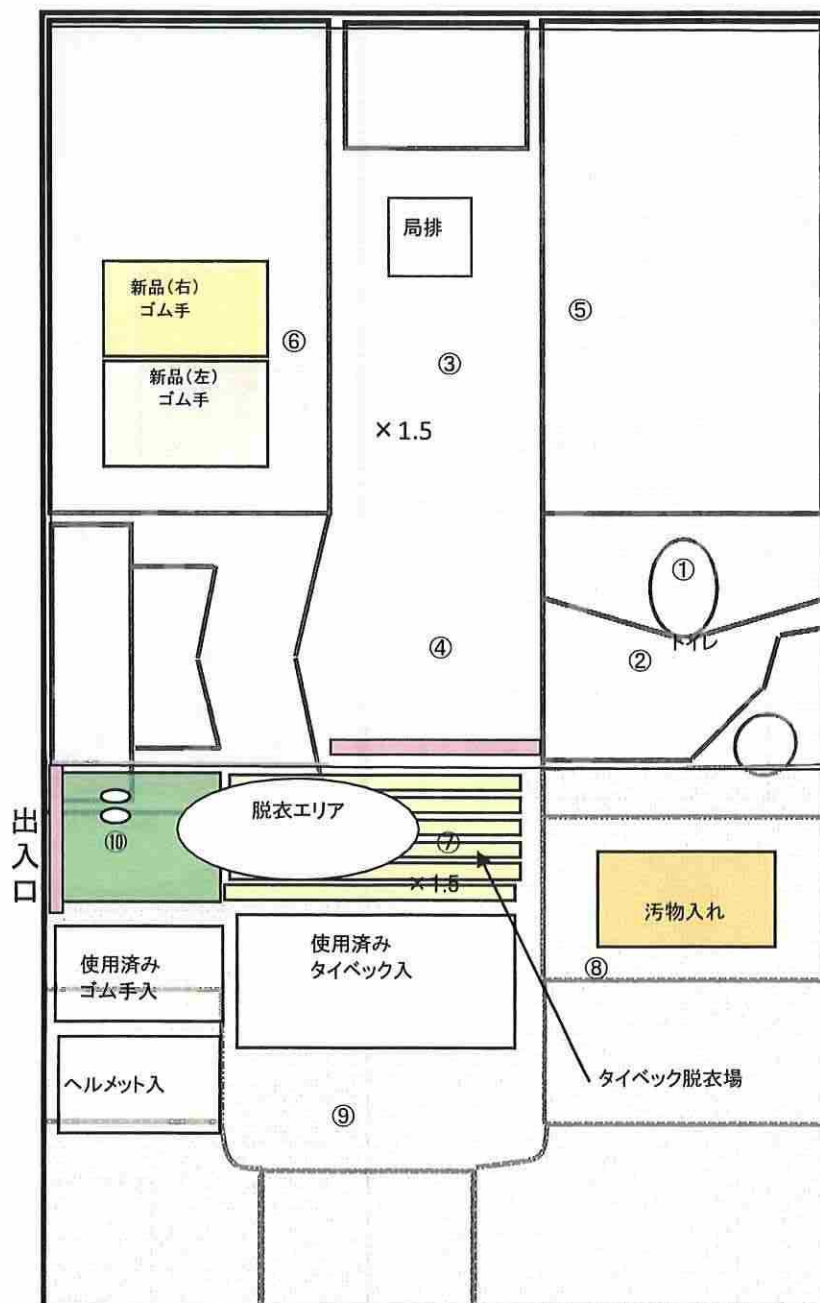 局排
新品(右)
ゴム手
⑥
⑤
③
新品(左)
ゴム手
×1.5
①
トイレ
②
④
出入口
脱衣エリア
⑩
⑦
×1.5
汚物入れ
使用済み
ゴム手入
使用済み
タイベック入
⑧
ヘルメット入
タイベック脱衣場
⑨